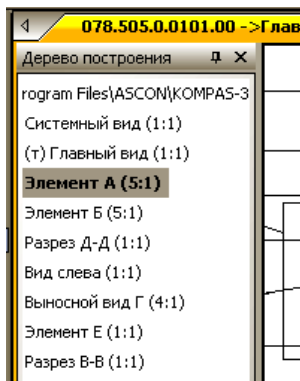 078.505.0.0101.00 ->Глав
Дерево построения
rogram Files\ASCON\KOMPAS-3
Системный вид (1:1)
(т) Главный вид (1:1)
Элемент А (5:1)
Элемент Б (5:1)
Разрез Д-Д (1:1)
Вид слева (1:1)
Выносной вид Г (4:1)
Элемент Е (1:1)
Разрез В-В (1:1)